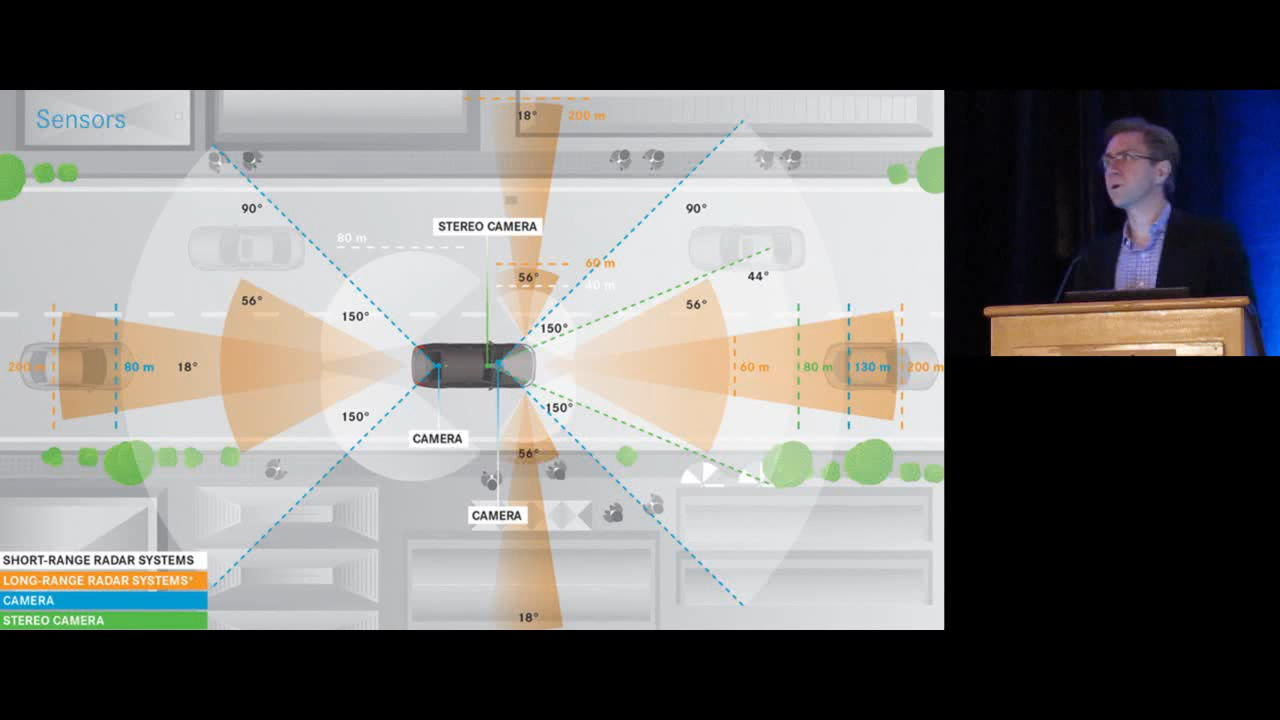 Sensors
18°
200 m
90°
90°
STEREO CAMERA
80 m
60 m
56°
40 m
44°
56°
56°
150°
150°
200 m
80 m
18°
60 m
80 m
130 m
200 m
150°
150°
CAMERA
56°
CAMERA
SHORT-RANGE RADAR SYSTEMS
LONG-RANGE RADAR SYSTEMS*
CAMERA
STEREO CAMERA
18°